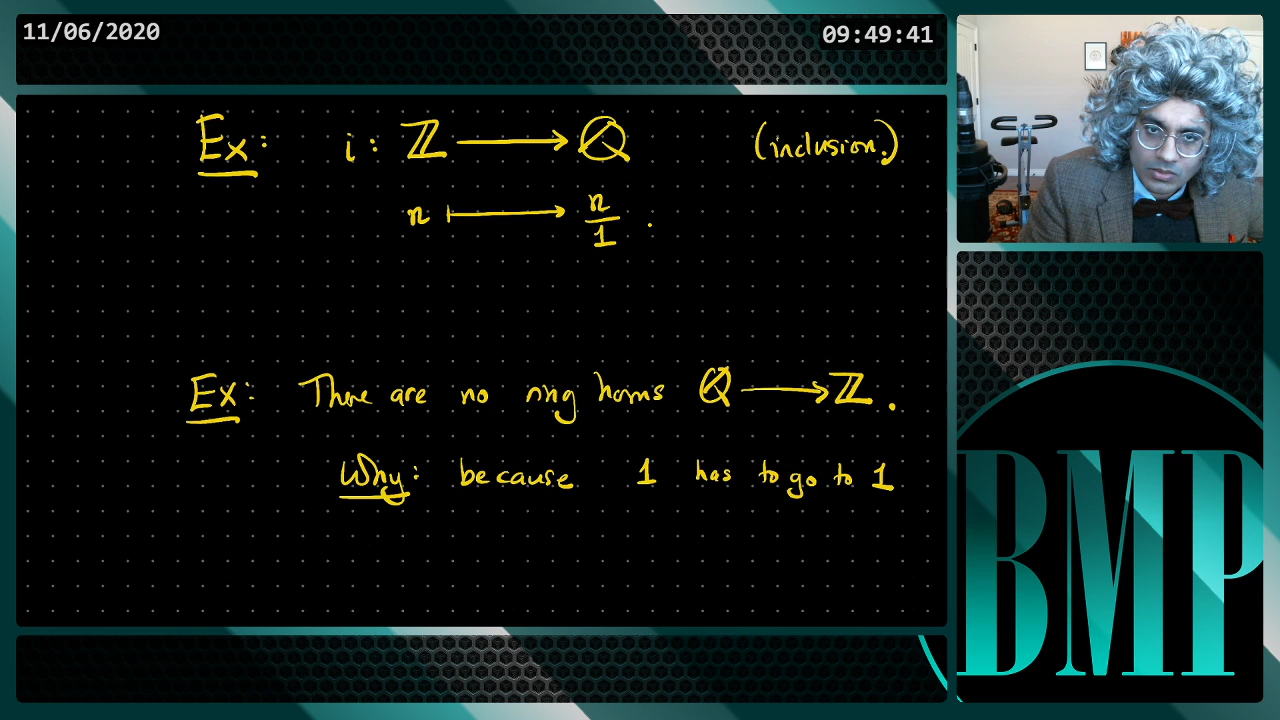 11/06/2020
09:49:41
Ex: i: ℤ ⟶ ℚ (inclusion.)
n ⟼ n/1 .
Ex: There are no ring homs ℚ ⟶ ℤ.
Why: because 1 has to go to 1
BMP